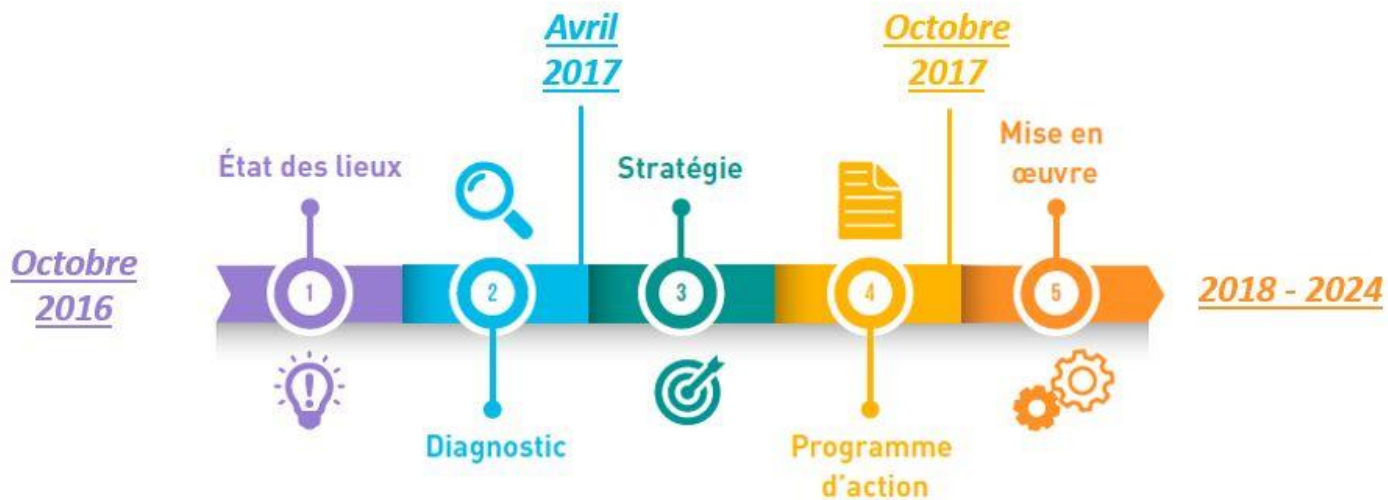 Avril
2017
Octobre
2017
État des lieux
Stratégie
Mise en
œuvre
Octobre
2016
1
2
3
4
5
2018 - 2024
Diagnostic
Programme
d'action